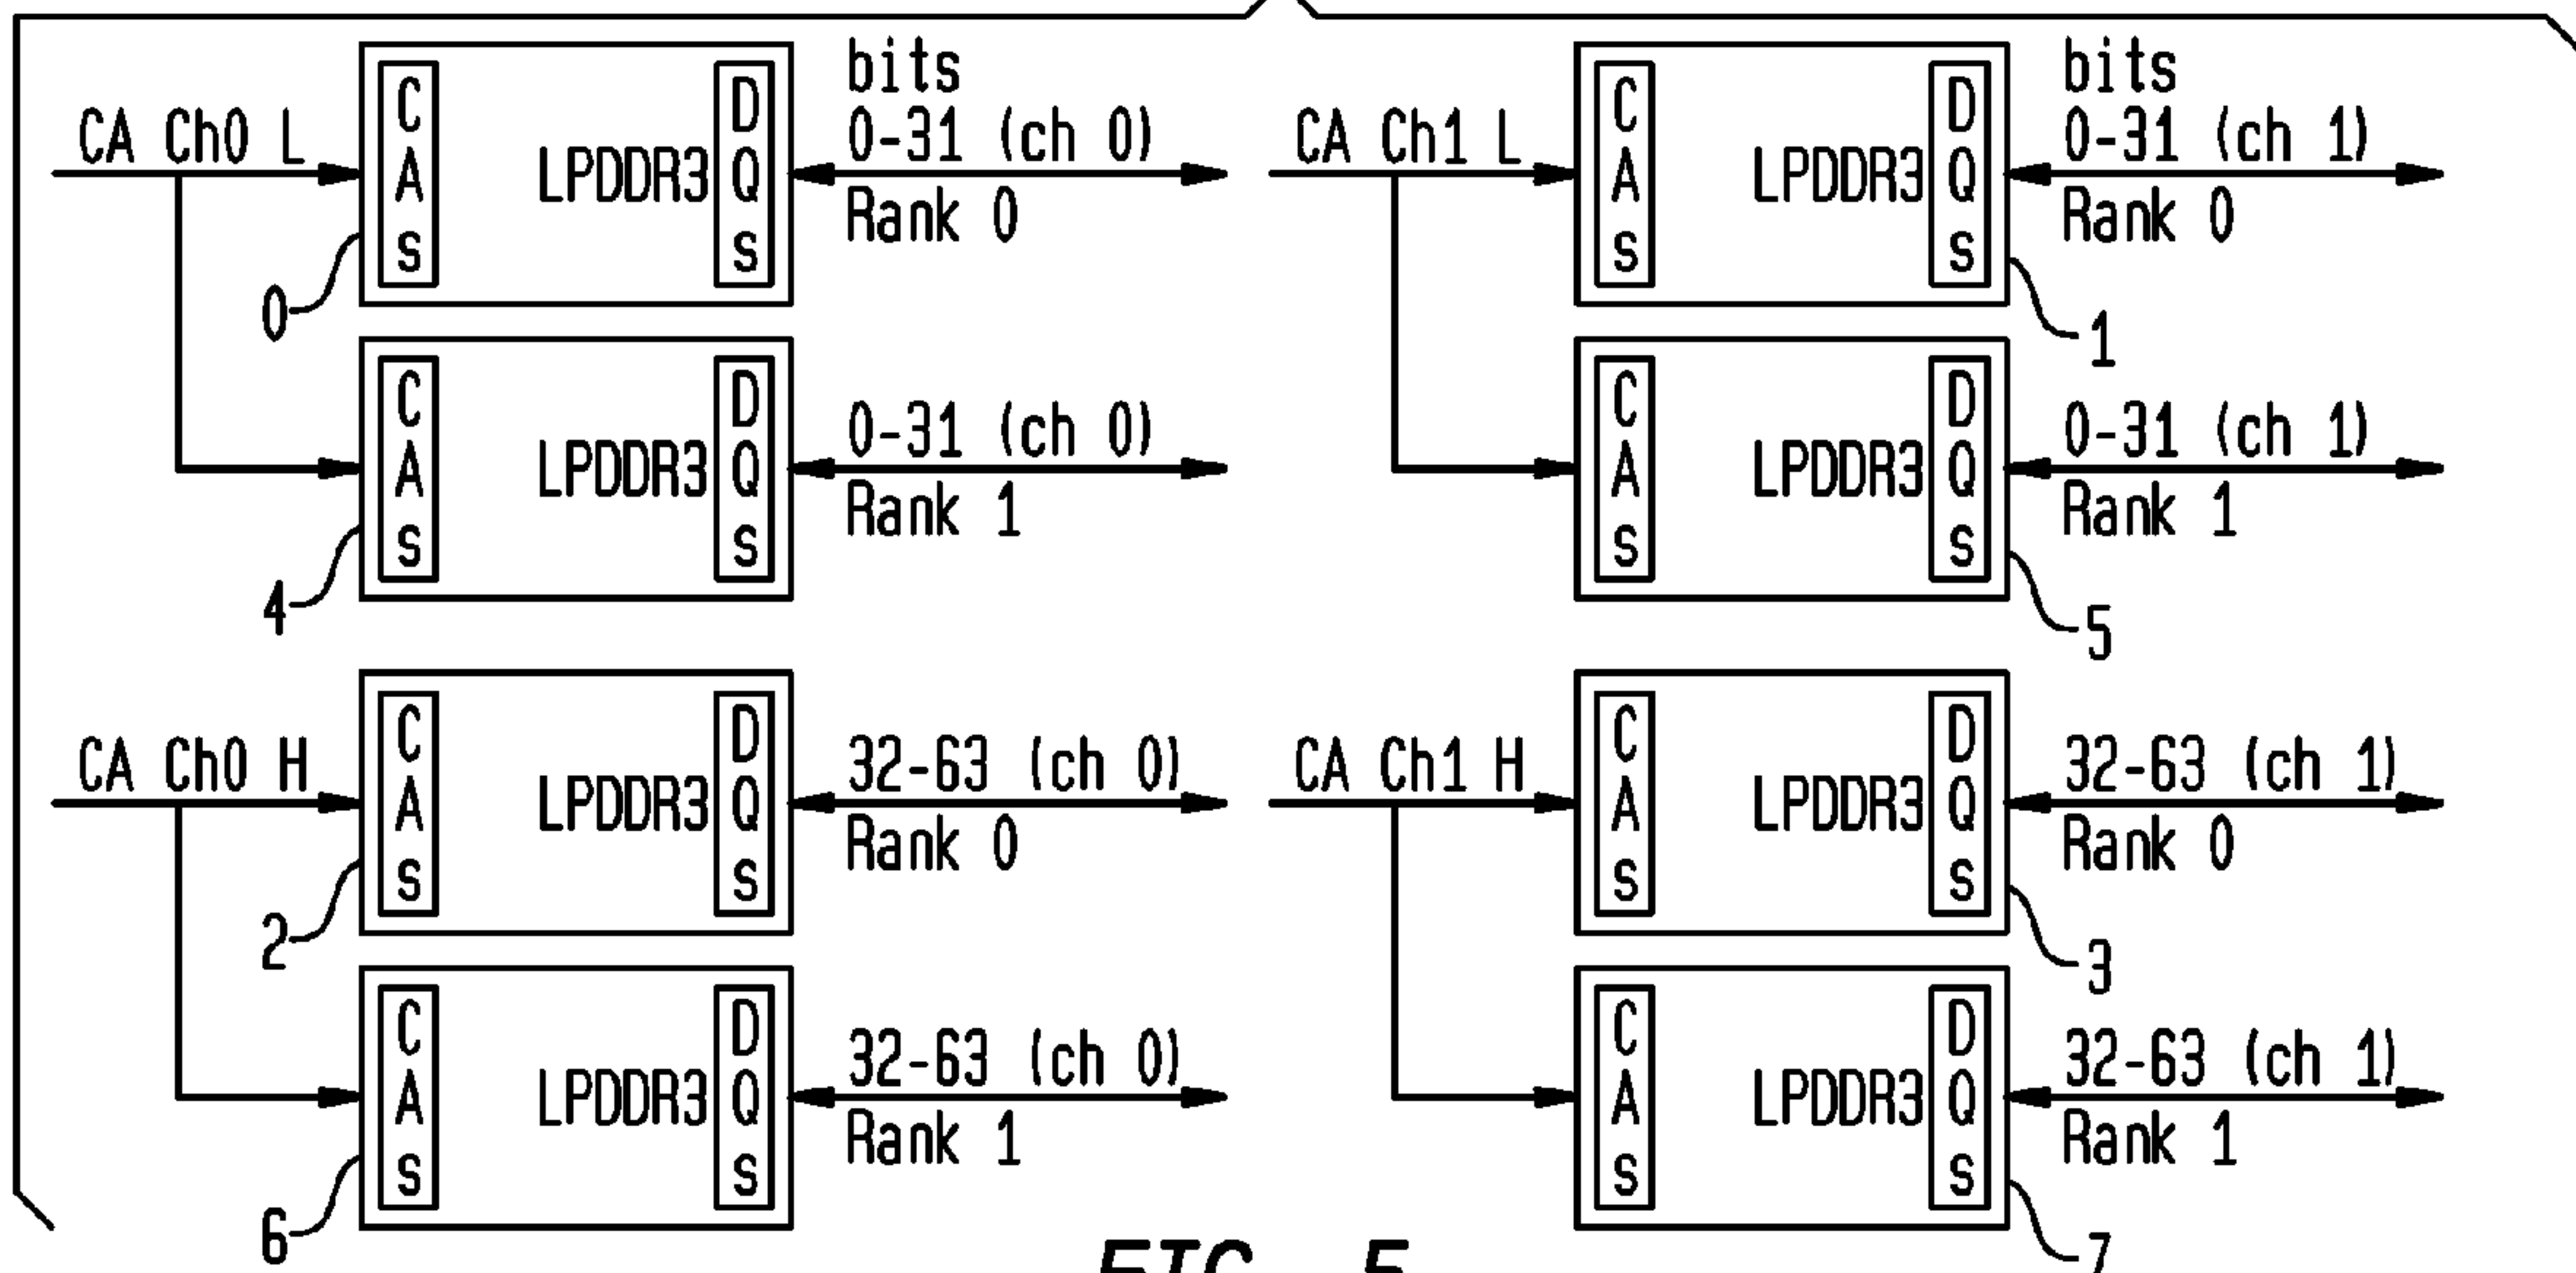 bits
CA Ch0 L
C
A
s
LPDDR3
D
Q
s
0-31 (ch 0)
Rank 0
0
C
A
s
LPDDR3
D
Q
s
0-31 (ch 0)
Rank 1
4
CA Ch0 H
C
A
s
LPDDR3
D
Q
s
32-63 (ch 0)
Rank 0
2
C
A
s
LPDDR3
D
Q
s
32-63 (ch 0)
Rank 1
6
bits
CA Ch1 L
C
A
s
LPDDR3
D
Q
s
0-31 (ch 1)
Rank 0
1
C
A
s
LPDDR3
D
Q
s
0-31 (ch 1)
Rank 1
5
CA Ch1 H
C
A
s
LPDDR3
D
Q
s
32-63 (ch 1)
Rank 0
3
C
A
s
LPDDR3
D
Q
s
32-63 (ch 1)
Rank 1
7